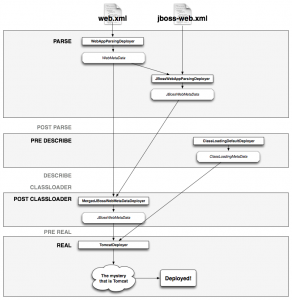 web.xml
jboss-web.xml
PARSE
WebAppParsingDeployer
WebMetaData
JBossWebAppParsingDeployer
JBossWebMetaData
POST PARSE
PRE DESCRIBE
ClassLoadingDefaultDeployer
ClassLoadingMetaData
DESCRIBE
CLASSLOADER
POST CLASSLOADER
MergedJBossWebMetaDataDeployer
JBossWebMetaData
PRE REAL
REAL
TomcatDeployer
The mystery
that is Tomcat
Deployed!